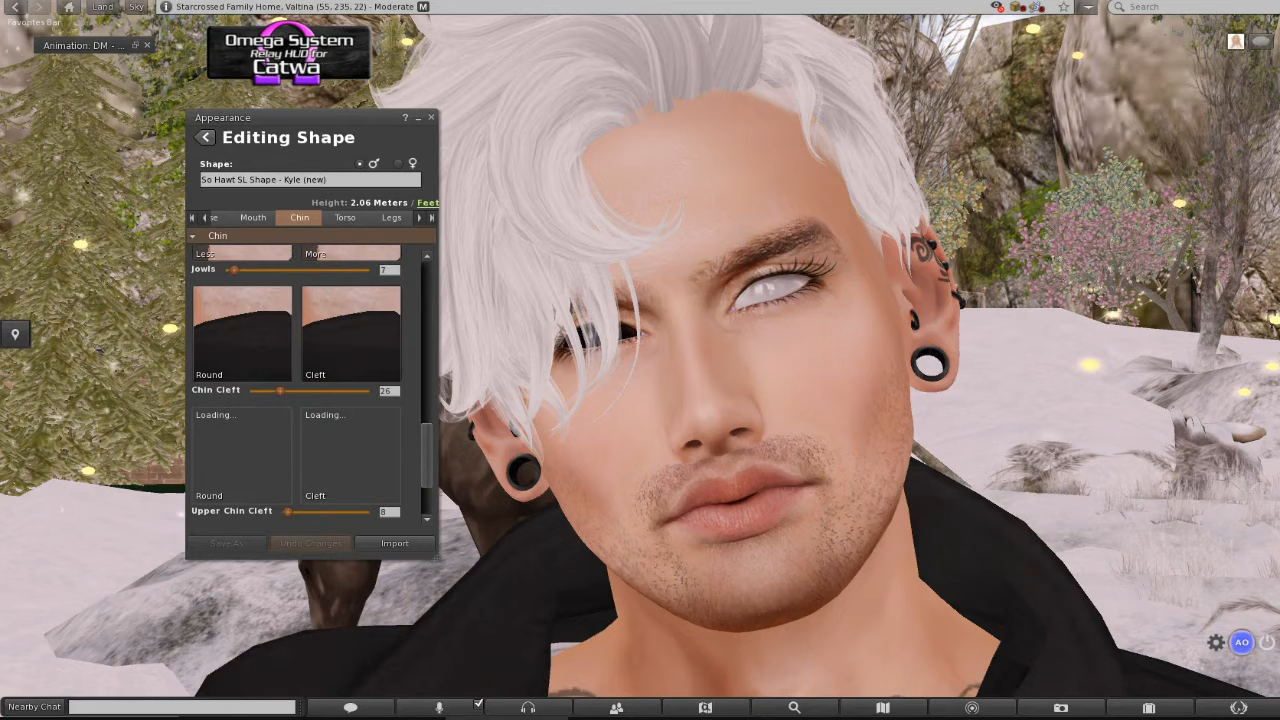 Land
Sky
Starcrossed Family Home, Valtina (55, 235, 22) - Moderate M
Search
Favorites Bar
Animation: DM - ...
Omega System
Relay HUD for
Catwa
Appearance
?
Editing Shape
Shape:
So Hawt SL Shape - Kyle (new)
Height: 2.06 Meters / Feet
se Mouth Chin Torso Legs
Chin
Less More
Jowls 7
Round Cleft
Chin Cleft 26
Loading... Loading...
Round Cleft
Upper Chin Cleft 8
Save As Undo Changes Import
AO
Nearby Chat